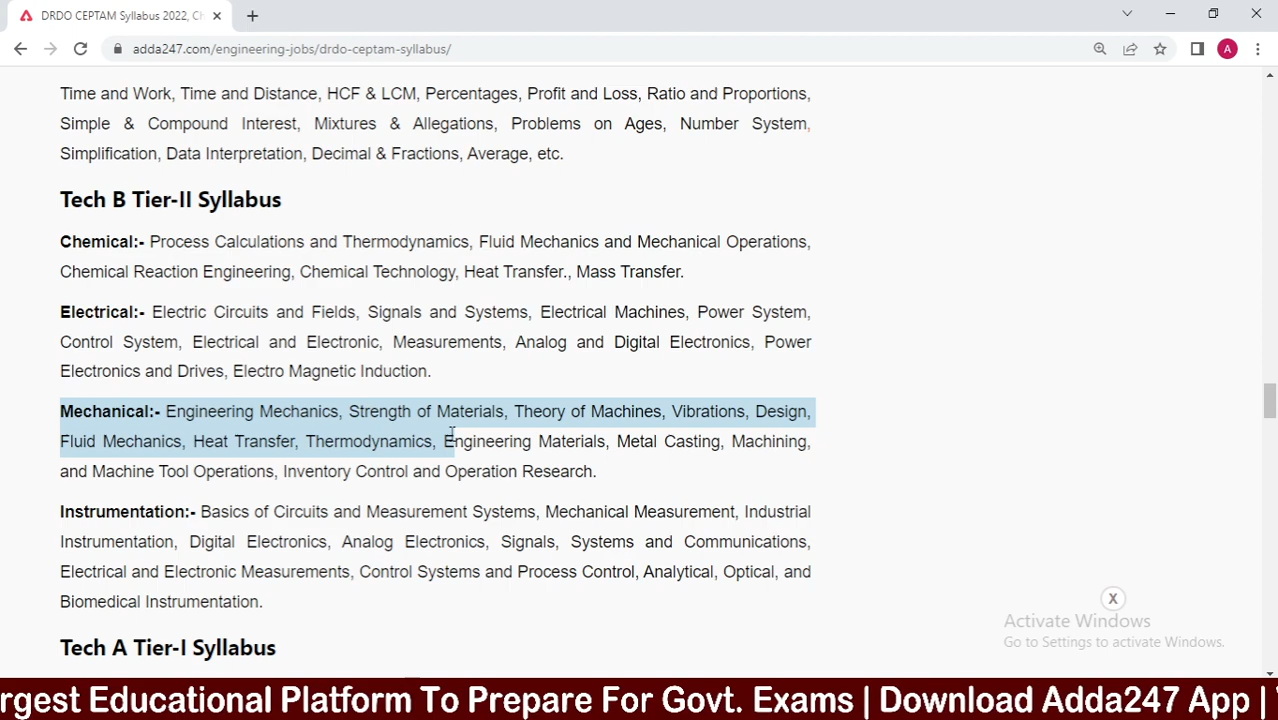 DRDO CEPTAM Syllabus 2022, Ch
adda247.com/engineering-jobs/drdo-ceptam-syllabus/
A
Time and Work, Time and Distance, HCF & LCM, Percentages, Profit and Loss, Ratio and Proportions,
Simple & Compound Interest, Mixtures & Allegations, Problems on Ages, Number System,
Simplification, Data Interpretation, Decimal & Fractions, Average, etc.
Tech B Tier-II Syllabus
Chemical:- Process Calculations and Thermodynamics, Fluid Mechanics and Mechanical Operations,
Chemical Reaction Engineering, Chemical Technology, Heat Transfer., Mass Transfer.
Electrical:- Electric Circuits and Fields, Signals and Systems, Electrical Machines, Power System,
Control System, Electrical and Electronic, Measurements, Analog and Digital Electronics, Power
Electronics and Drives, Electro Magnetic Induction.
Mechanical:- Engineering Mechanics, Strength of Materials, Theory of Machines, Vibrations, Design,
Fluid Mechanics, Heat Transfer, Thermodynamics, Engineering Materials, Metal Casting, Machining,
and Machine Tool Operations, Inventory Control and Operation Research.
Instrumentation:- Basics of Circuits and Measurement Systems, Mechanical Measurement, Industrial
Instrumentation, Digital Electronics, Analog Electronics, Signals, Systems and Communications,
Electrical and Electronic Measurements, Control Systems and Process Control, Analytical, Optical, and
Biomedical Instrumentation.
X
Activate Windows
Go to Settings to activate Windows.
Tech A Tier-I Syllabus
rgest Educational Platform To Prepare For Govt. Exams | Download Adda247 App |